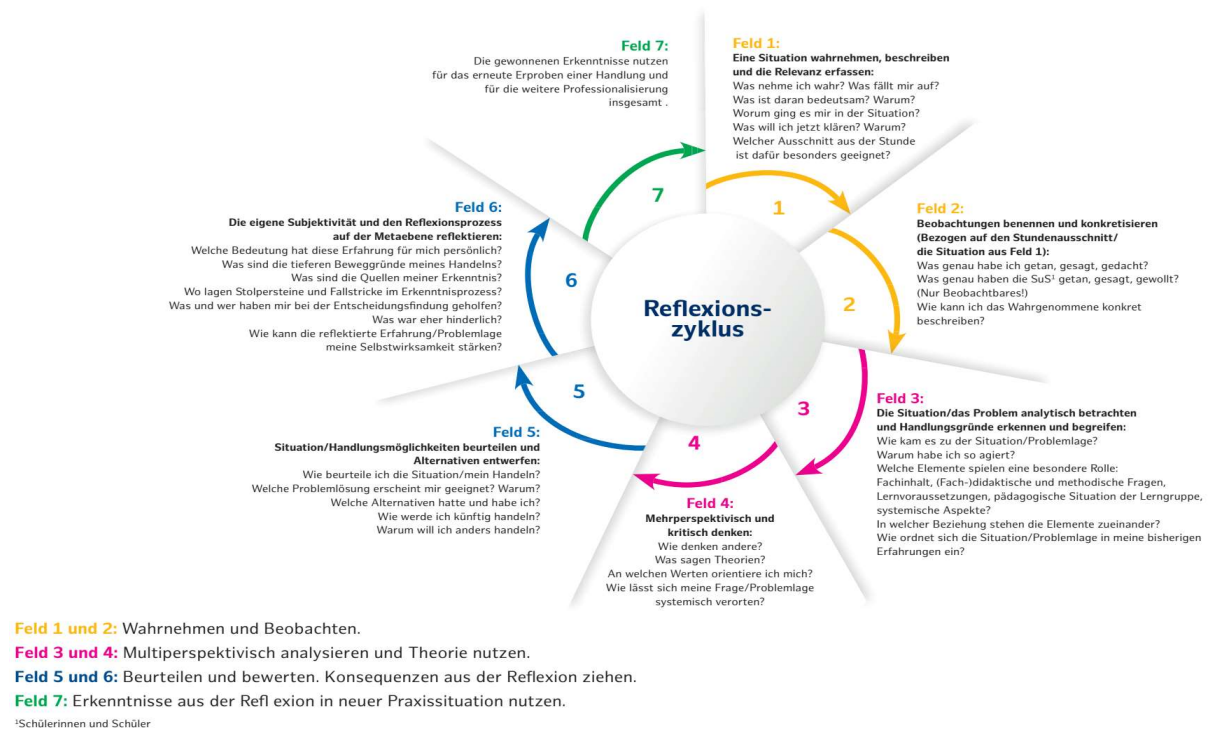 Feld 1:
Eine Situation wahrnehmen, beschreiben
und die Relevanz erfassen:
Was nehme ich wahr? Was fällt mir auf?
Was ist daran bedeutsam? Warum?
Worum ging es mir in der Situation?
Was will ich jetzt klären? Warum?
Welcher Ausschnitt aus der Stunde
ist dafür besonders geeignet?
Feld 2:
Beobachtungen benennen und konkretisieren
(Bezogen auf den Stundenausschnitt/
die Situation aus Feld 1):
Was genau habe ich getan, gesagt, gedacht?
Was genau haben die SuS¹ getan, gesagt, gewollt?
(Nur Beobachtbares!)
Wie kann ich das Wahrgenommene konkret
beschreiben?
Feld 3:
Die Situation/das Problem analytisch betrachten
und Handlungsgründe erkennen und begreifen:
Wie kam es zu der Situation/Problemlage?
Warum habe ich so agiert?
Welche Elemente spielen eine besondere Rolle:
Fachinhalt, (Fach-)didaktische und methodische Fragen,
Lernvoraussetzungen, pädagogische Situation der Lerngruppe,
systemische Aspekte?
In welcher Beziehung stehen die Elemente zueinander?
Wie ordnet sich die Situation/Problemlage in meine bisherigen
Erfahrungen ein?
Feld 4:
Mehrperspektivisch und
kritisch denken:
Wie denken andere?
Was sagen Theorien?
An welchen Werten orientiere ich mich?
Wie lässt sich meine Frage/Problemlage
systemisch verorten?
Feld 5:
Situation/Handlungsmöglichkeiten beurteilen und
Alternativen entwerfen:
Wie beurteile ich die Situation/mein Handeln?
Welche Problemlösung erscheint mir geeignet? Warum?
Welche Alternativen hatte und habe ich?
Wie werde ich künftig handeln?
Warum will ich anders handeln?
Feld 6:
Die eigene Subjektivität und den Reflexionsprozess
auf der Metaebene reflektieren:
Welche Bedeutung hat diese Erfahrung für mich persönlich?
Was sind die tieferen Beweggründe meines Handelns?
Was sind die Quellen meiner Erkenntnis?
Wo lagen Stolpersteine und Fallstricke im Erkenntnisprozess?
Was und wer haben mir bei der Entscheidungsfindung geholfen?
Was war eher hinderlich?
Wie kann die reflektierte Erfahrung/Problemlage
meine Selbstwirksamkeit stärken?
Feld 7:
Die gewonnenen Erkenntnisse nutzen
für das erneute Erproben einer Handlung und
für die weitere Professionalisierung
insgesamt .
1
2
3
4
5
6
7
Reflexions-
zyklus
Feld 1 und 2: Wahrnehmen und Beobachten.
Feld 3 und 4: Multiperspektivisch analysieren und Theorie nutzen.
Feld 5 und 6: Beurteilen und bewerten. Konsequenzen aus der Reflexion ziehen.
Feld 7: Erkenntnisse aus der Refl exion in neuer Praxissituation nutzen.
¹Schülerinnen und Schüler